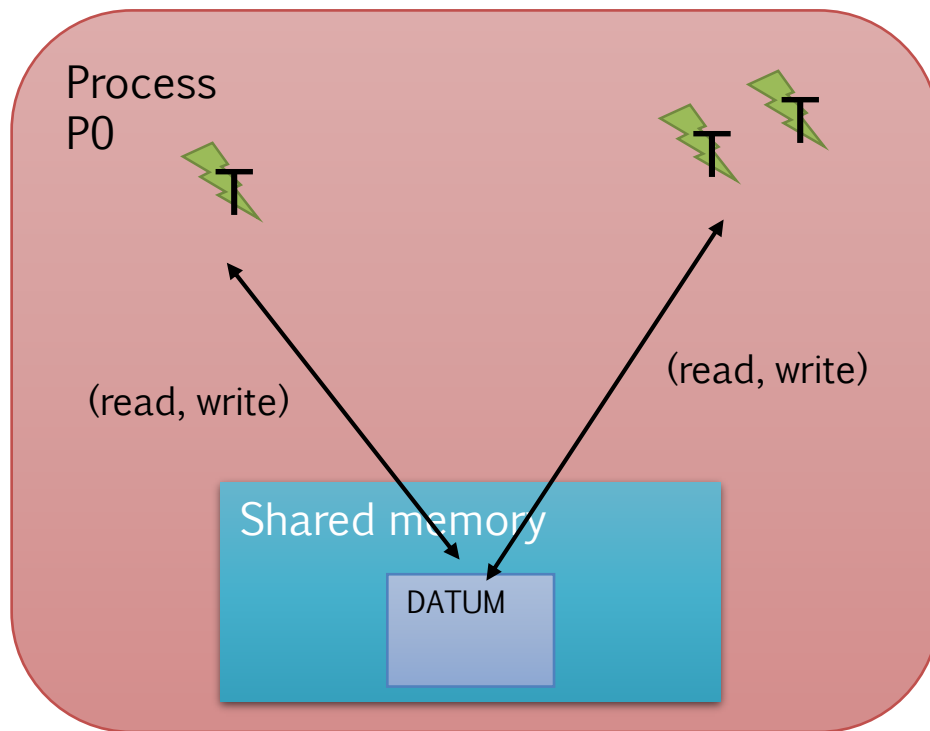 Process
P0
T
T
T
(read, write)
(read, write)
Shared memory
DATUM